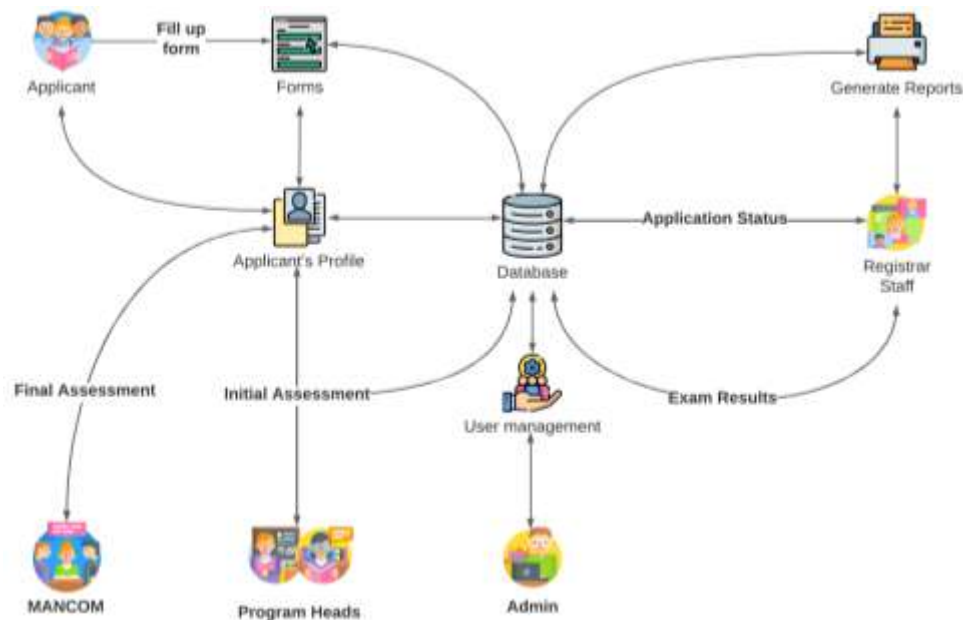 Fill up
form
Applicant
Forms
Generate Reports
Applicant's Profile
Application Status
Database
Registrar
Staff
Final Assessment
Initial Assessment
Exam Results
User management
MANCOM
Program Heads
Admin